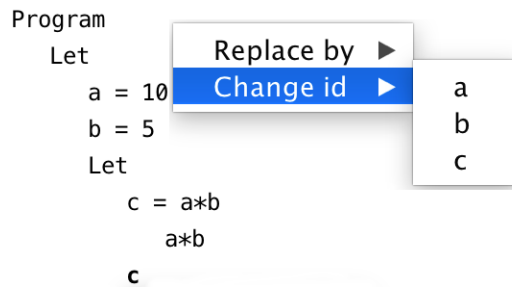 Program
Let
a = 10
b = 5
Let
c = a*b
a*b
c
Replace by
Change id
a
b
c